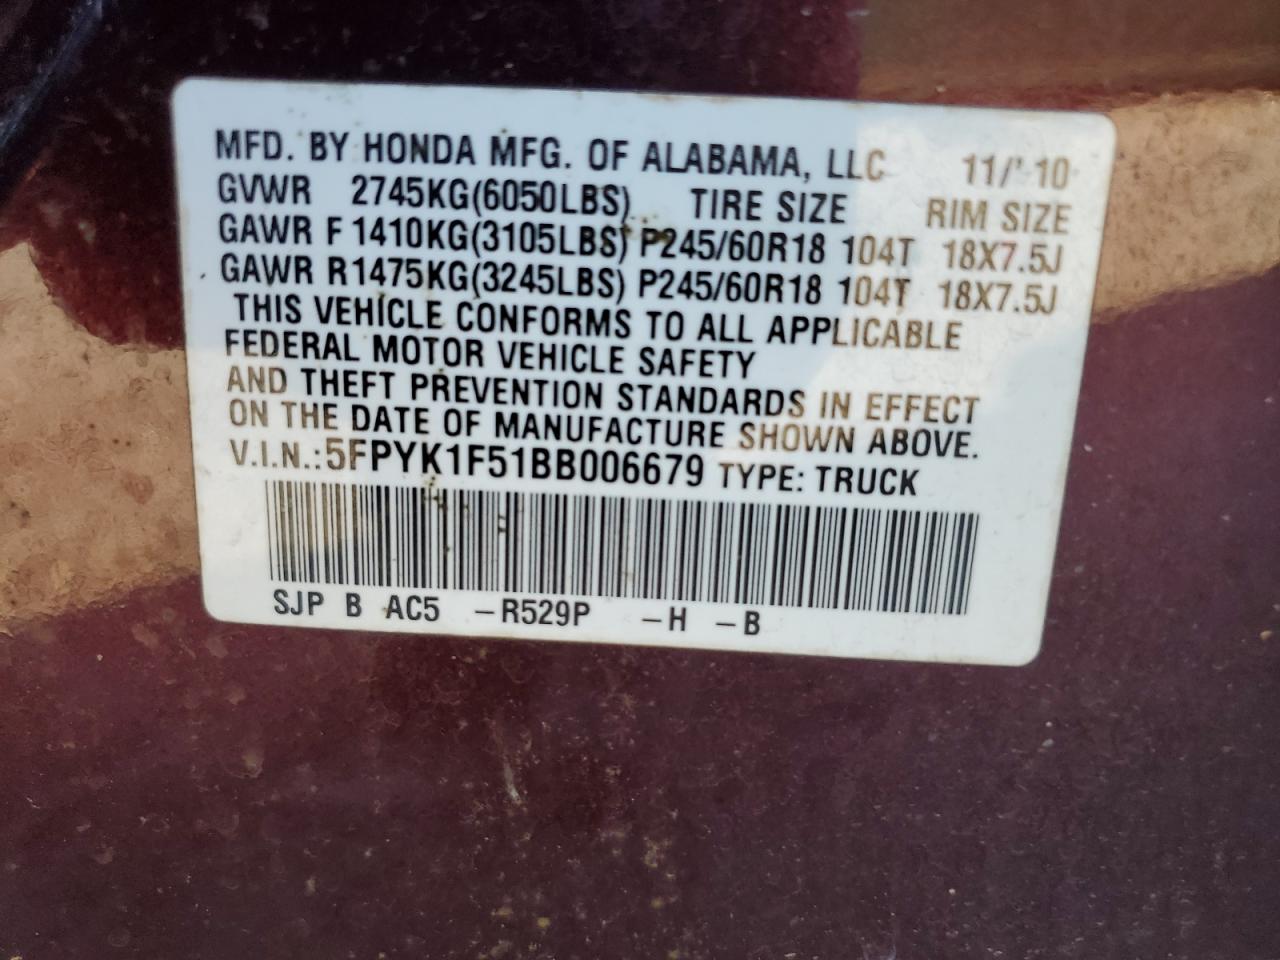 MFD. BY HONDA MFG. OF ALABAMA, LLC 11/'10
GVWR 2745KG(6050LBS) TIRE SIZE RIM SIZE
GAWR F 1410KG(3105LBS) P245/60R18 104T 18X7.5J
GAWR R1475KG(3245LBS) P245/60R18 104T 18X7.5J
THIS VEHICLE CONFORMS TO ALL APPLICABLE
FEDERAL MOTOR VEHICLE SAFETY
AND THEFT PREVENTION STANDARDS IN EFFECT
ON THE DATE OF MANUFACTURE SHOWN ABOVE.
V.I.N.:5FPYK1F51BB006679 TYPE: TRUCK
SJP B AC5 –R529P –H –B